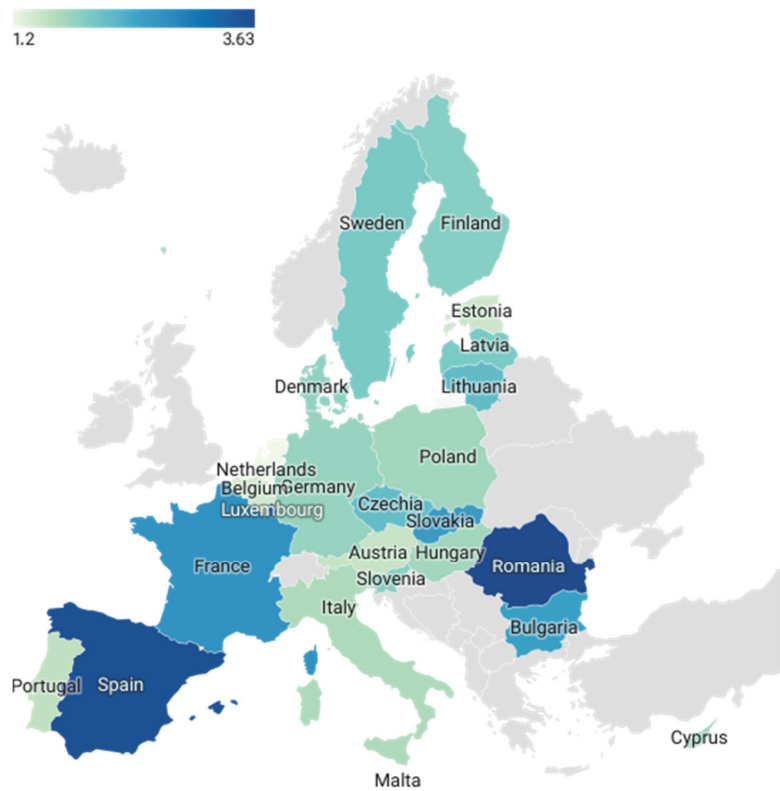 1.2 3.63
Sweden
Finland
Estonia
Latvia
Denmark
Lithuania
Poland
Netherlands
Belgium
Germany
Luxembourg
Czechia
Slovakia
Austria
Hungary
France
Romania
Slovenia
Italy
Bulgaria
Portugal
Spain
Cyprus
Malta